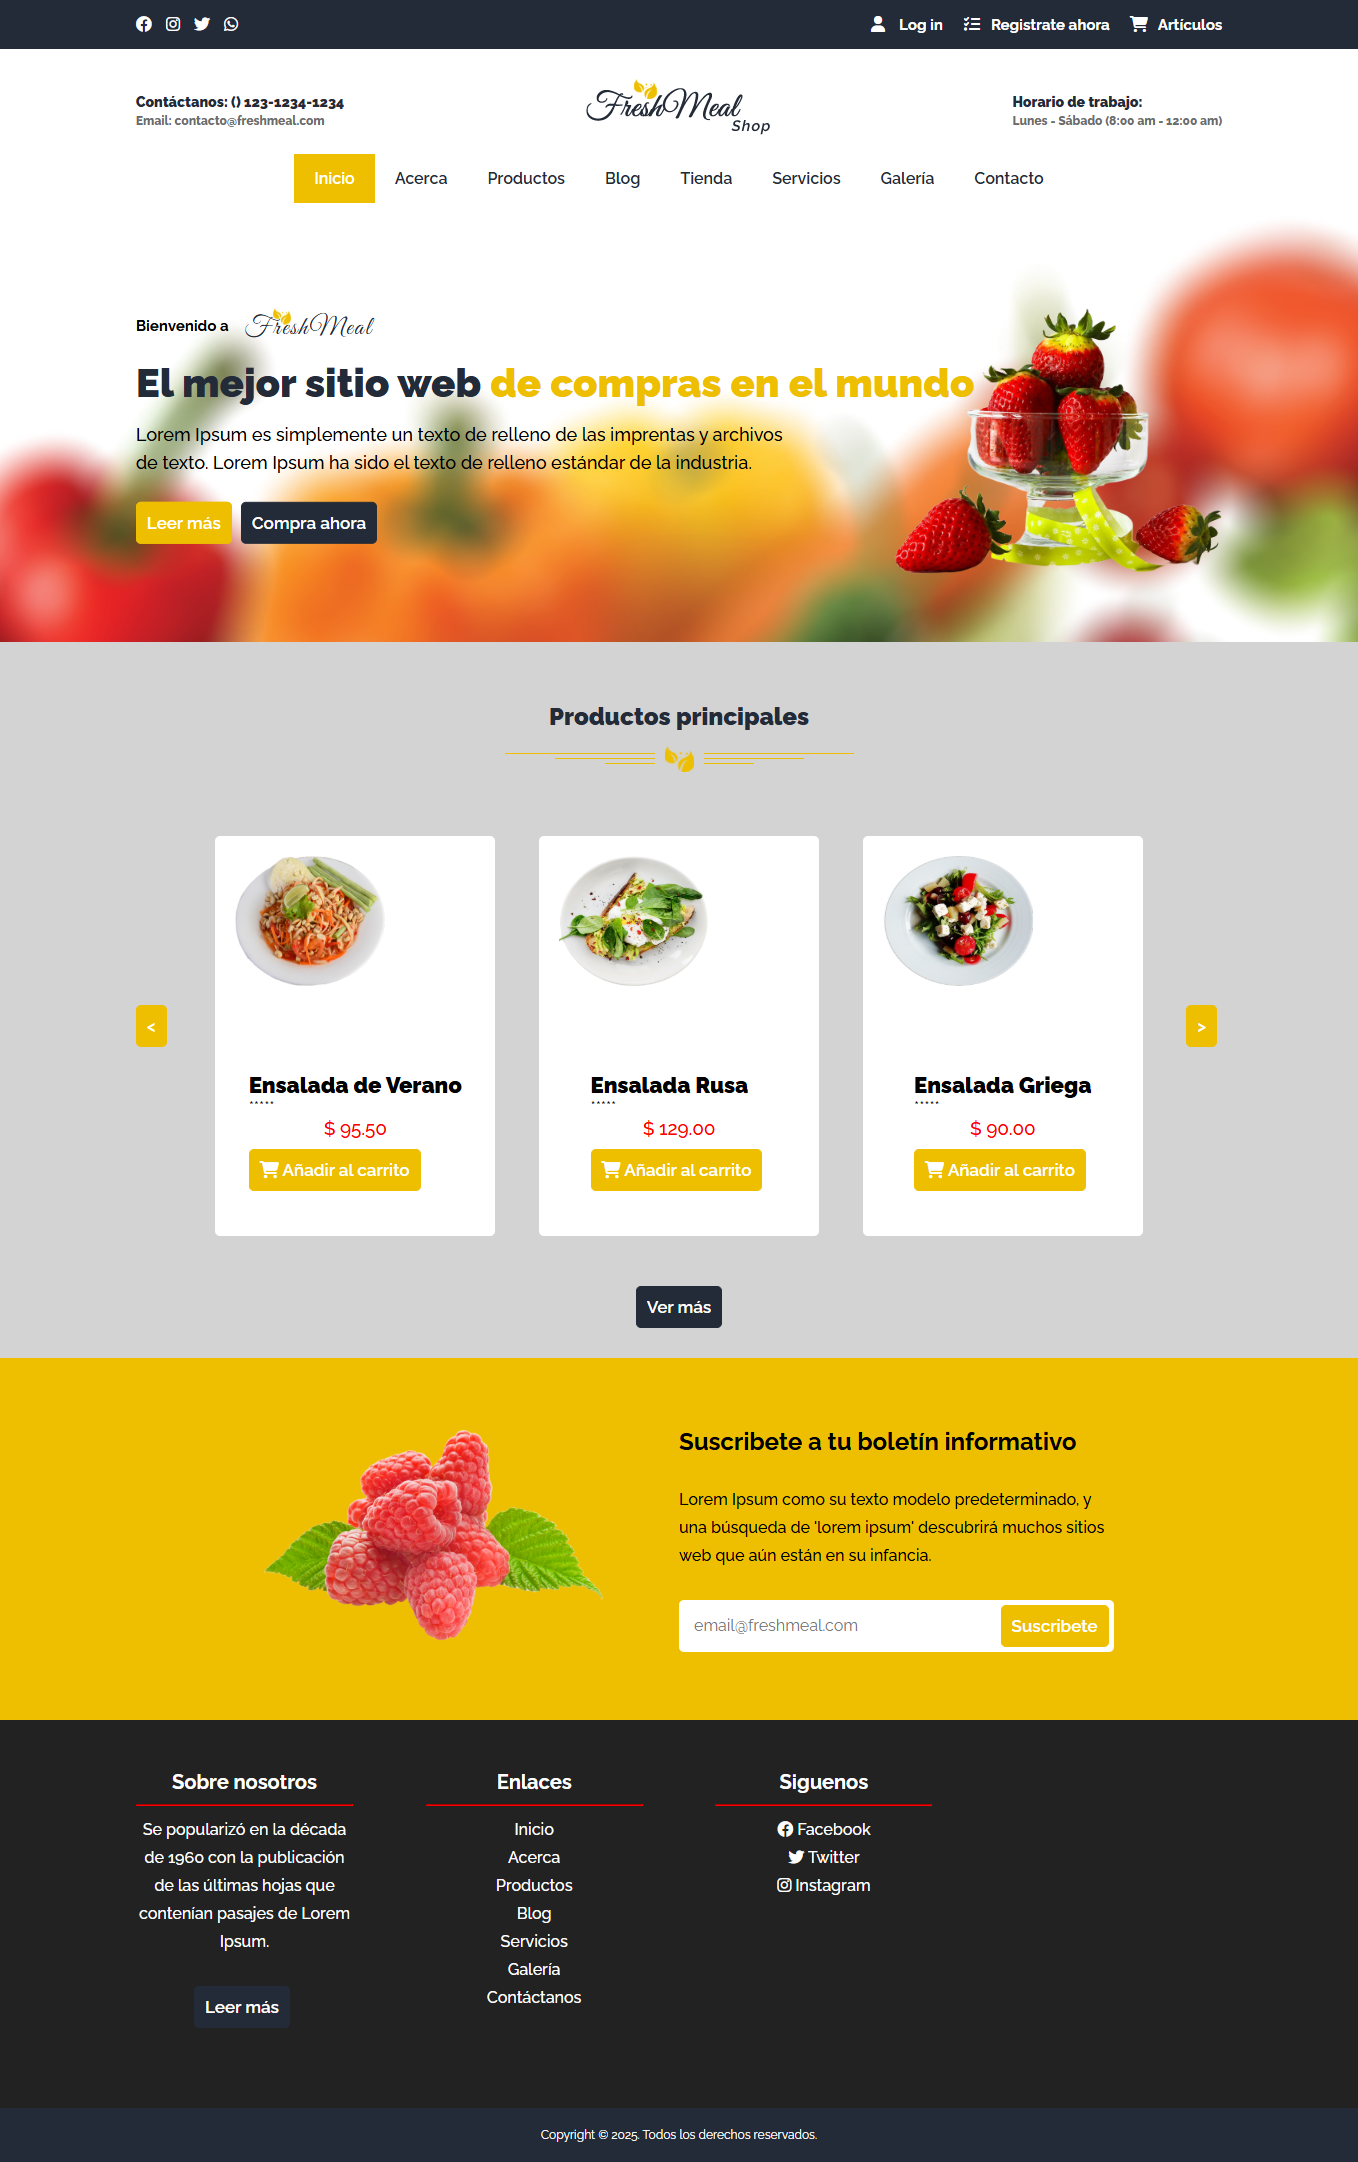 Log in Registrate ahora Artículos
Contáctanos: () 123-1234-1234
Email: contacto@freshmeal.com
FreshMeal
Shop
Horario de trabajo:
Lunes - Sábado (8:00 am - 12:00 am)
Inicio Acerca Productos Blog Tienda Servicios Galería Contacto
Bienvenido a FreshMeal
El mejor sitio web de compras en el mundo
Lorem Ipsum es simplemente un texto de relleno de las imprentas y archivos
de texto. Lorem Ipsum ha sido el texto de relleno estándar de la industria.
Leer más Compra ahora
Productos principales
<
Ensalada de Verano
*****
$ 95.50
Añadir al carrito
Ensalada Rusa
*****
$ 129.00
Añadir al carrito
Ensalada Griega
*****
$ 90.00
Añadir al carrito
>
Ver más
Suscribete a tu boletín informativo
Lorem Ipsum como su texto modelo predeterminado, y
una búsqueda de 'lorem ipsum' descubrirá muchos sitios
web que aún están en su infancia.
email@freshmeal.com Suscribete
Sobre nosotros
Se popularizó en la década
de 1960 con la publicación
de las últimas hojas que
contenían pasajes de Lorem
Ipsum.
Leer más
Enlaces
Inicio
Acerca
Productos
Blog
Servicios
Galería
Contáctanos
Siguenos
Facebook
Twitter
Instagram
Copyright © 2025. Todos los derechos reservados.